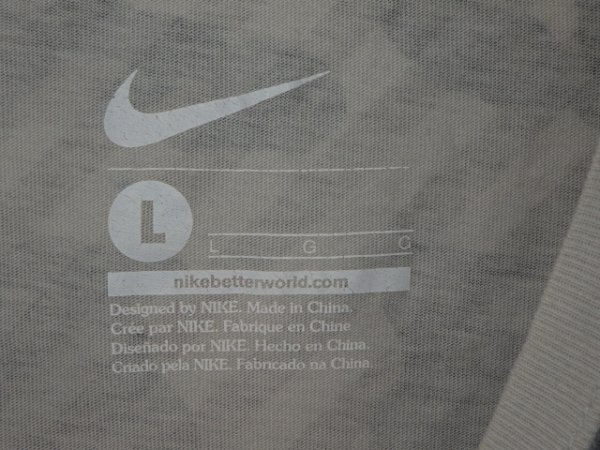 L
L G G
nikebetterworld.com
Designed by NIKE. Made in China.
Crée par NIKE. Fabrique en Chine
Diseñado por NIKE. Hecho en China.
Criado pela NIKE. Fabricado na China.